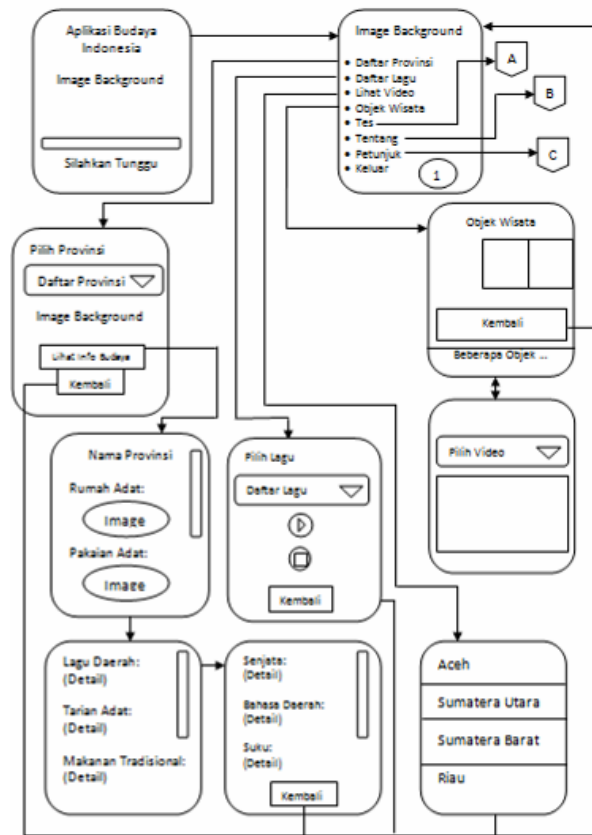 Aplikasi Budaya
Indonesia
Image Background
Silahkan Tunggu
Image Background
• Daftar Provinsi
• Daftar Lagu
• Lihat Video
• Objek Wisata
• Tes
• Tentang
• Petunjuk
• Keluar
1
A
B
C
Pilih Provinsi
Daftar Provinsi
Image Background
Lihat Info Budaya
Kembali
Objek Wisata
Kembali
Beberapa Objek ...
Pilih Video
Nama Provinsi
Rumah Adat:
Image
Pakaian Adat:
Image
Pilih Lagu
Daftar Lagu
Kembali
Lagu Daerah:
(Detail)
Tarian Adat:
(Detail)
Makanan Tradisional:
(Detail)
Senjata:
(Detail)
Bahasa Daerah:
(Detail)
Suku:
(Detail)
Kembali
Aceh
Sumatera Utara
Sumatera Barat
Riau